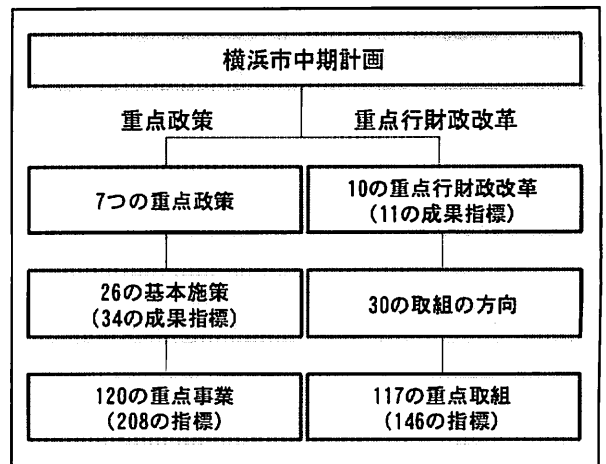 横浜市中期計画
重点政策
重点行財政改革
7つの重点政策
10の重点行財政改革
(11の成果指標)
26の基本施策
(34の成果指標)
30の取組の方向
120の重点事業
(208の指標)
117の重点取組
(146の指標)